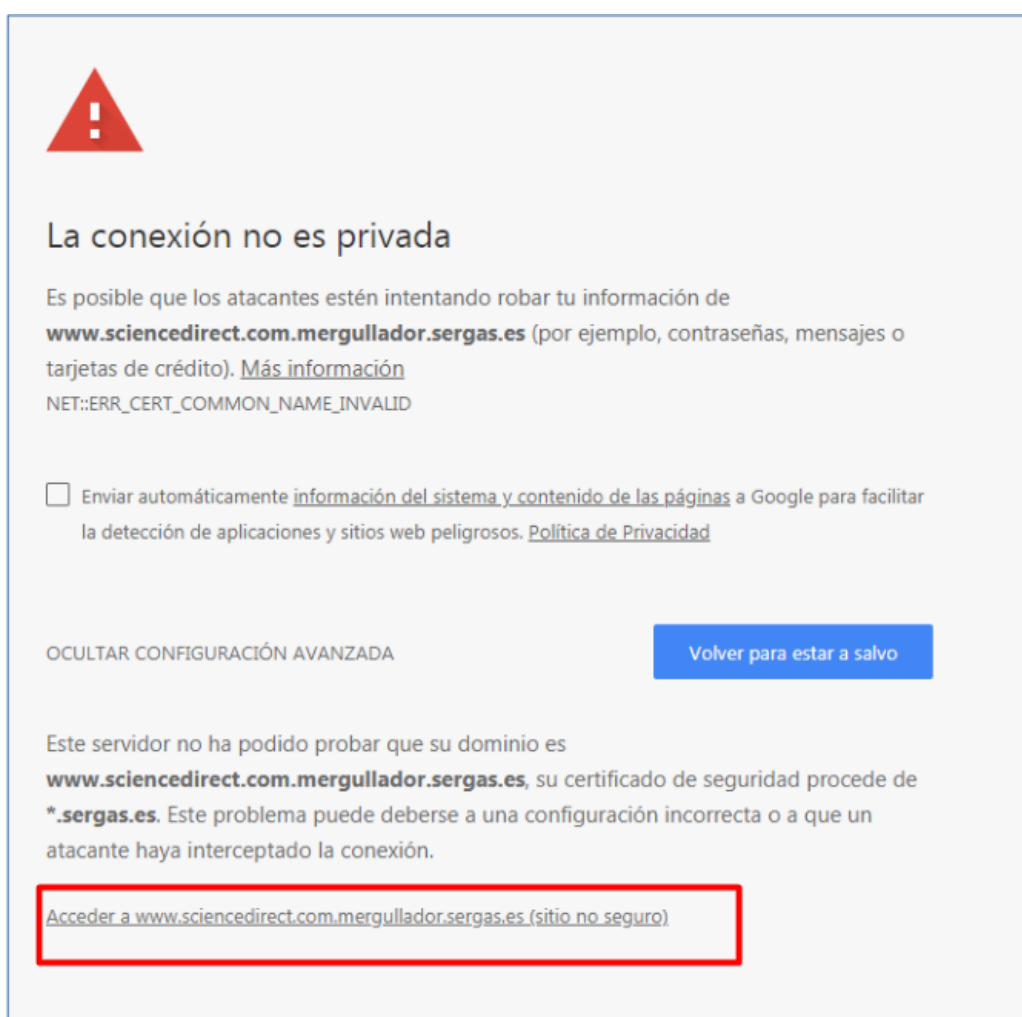 La conexión no es privada
Es posible que los atacantes estén intentando robar tu información de
www.sciencedirect.com.mergullador.sergas.es (por ejemplo, contraseñas, mensajes o
tarjetas de crédito). Más información
NET::ERR_CERT_COMMON_NAME_INVALID
Enviar automáticamente información del sistema y contenido de las páginas a Google para facilitar
la detección de aplicaciones y sitios web peligrosos. Política de Privacidad
OCULTAR CONFIGURACIÓN AVANZADA
Volver para estar a salvo
Este servidor no ha podido probar que su dominio es
www.sciencedirect.com.mergullador.sergas.es, su certificado de seguridad procede de
*.sergas.es. Este problema puede deberse a una configuración incorrecta o a que un
atacante haya interceptado la conexión.
Acceder a www.sciencedirect.com.mergullador.sergas.es (sitio no seguro)